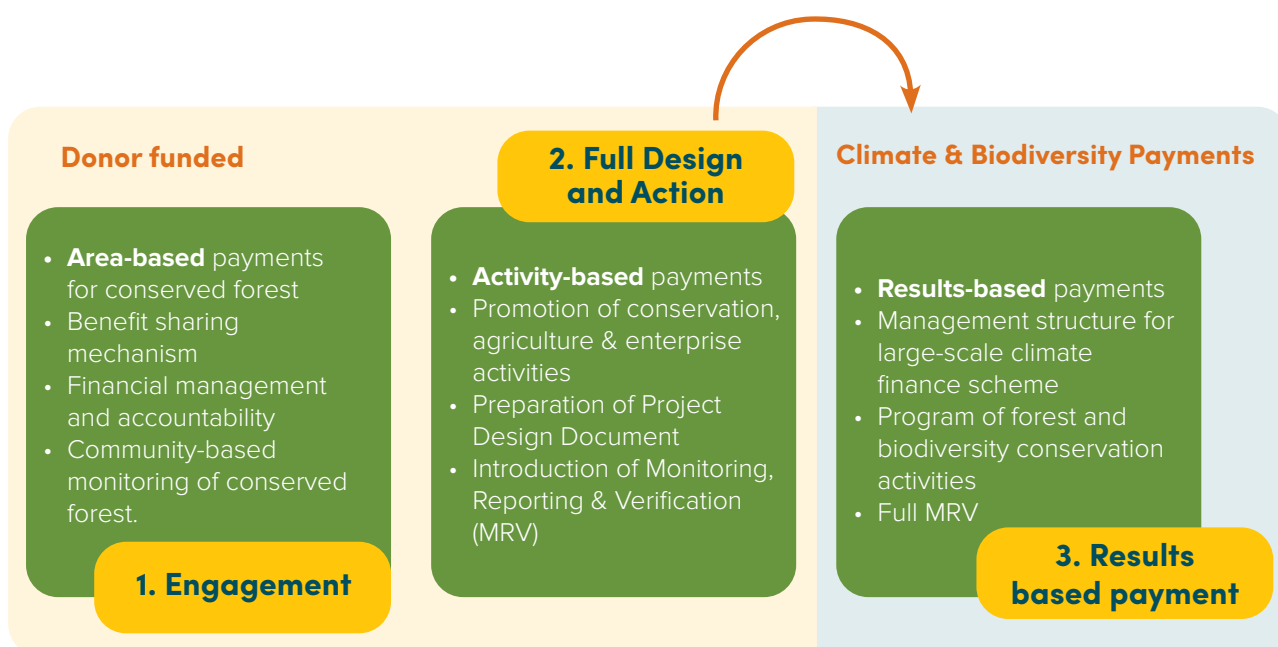 Donor funded
• Area-based payments
for conserved forest
• Benefit sharing
mechanism
• Financial management
and accountability
• Community-based
monitoring of conserved
forest.
1. Engagement
2. Full Design
and Action
• Activity-based payments
• Promotion of conservation,
agriculture & enterprise
activities
• Preparation of Project
Design Document
• Introduction of Monitoring,
Reporting & Verification
(MRV)
Climate & Biodiversity Payments
• Results-based payments
• Management structure for
large-scale climate
finance scheme
• Program of forest and
biodiversity conservation
activities
• Full MRV
3. Results
based payment